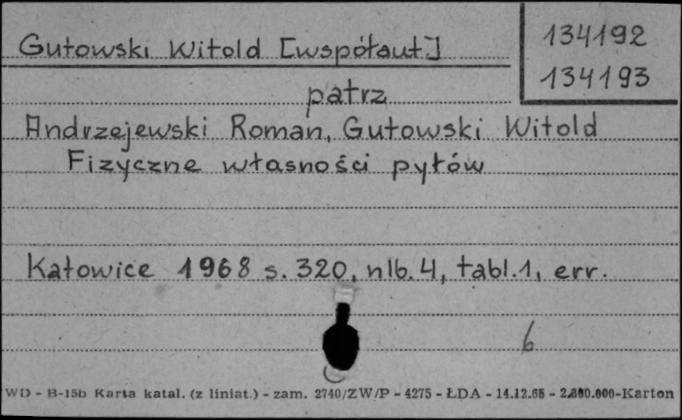 Gutowski Witold [współaut.]
134192
134193
patrz
Andrzejewski Roman, Gutowski Witold
Fizyczne własności pyłów
Katowice 1968 s. 320, nlb. 4, tabl. 1, err.
6
WD - B-15b Karta katal. (z liniat.) - zam. 2740/ZW/P - 4275 - ŁDA - 14.12.65 - 2.800.000-Karton